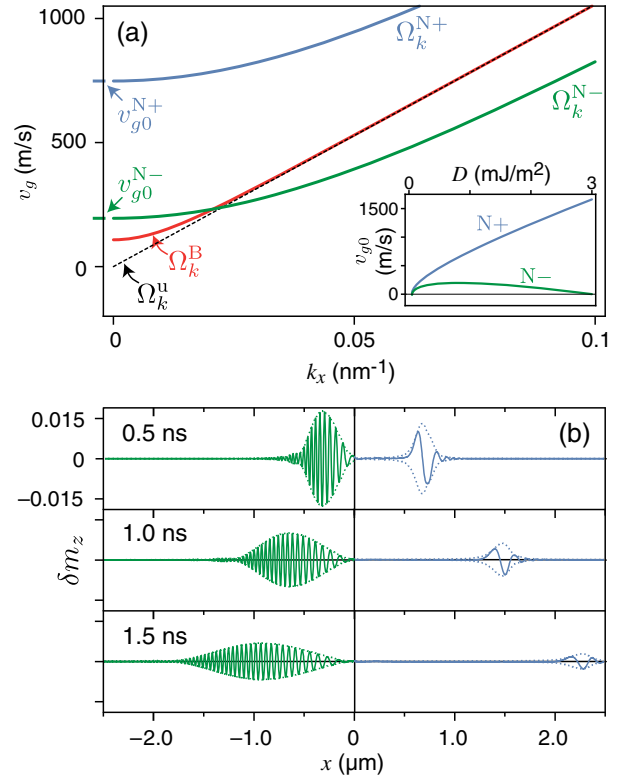 (a)
1000
500
0
v_g (m/s)
Ω_k^{N+}
v_{g0}^{N+}
Ω_k^{N−}
v_{g0}^{N−}
Ω_k^B
Ω_k^u
D (mJ/m²)
0 3
1500
0
v_{g0} (m/s)
N+
N−
0 0.05 0.1
k_x (nm⁻¹)
(b)
0.015
0
−0.015
0.5 ns
1.0 ns
1.5 ns
δm_z
−2.0 −1.0 0 1.0 2.0
x (μm)